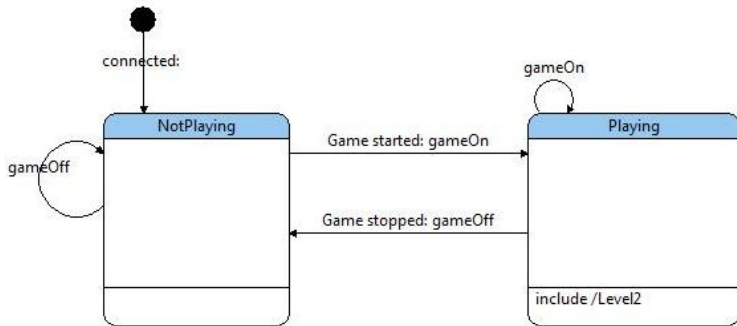 connected:
gameOn
NotPlaying
Playing
Game started: gameOn
gameOff
Game stopped: gameOff
include /Level2